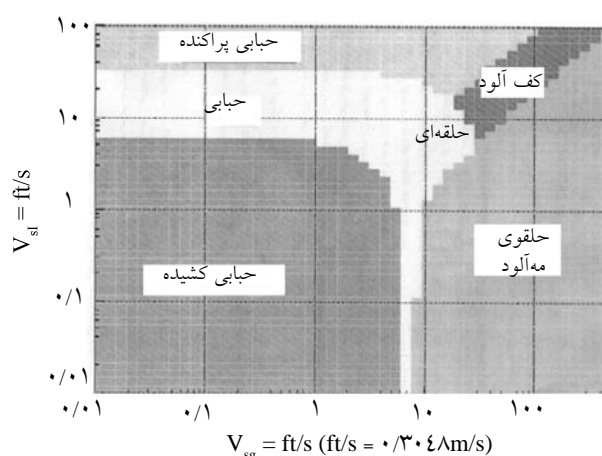 ۱۰۰
حبابی پراکنده
کف آلود
حبابی
۱۰
حلقه‌ای
۱
حلقوی
مه‌آلود
حبابی کشیده
۰/۱
۰/۰۱
V_sl = ft/s
۰/۰۱ ۰/۱ ۱ ۱۰ ۱۰۰
V_sg = ft/s (ft/s = ۰/۳۰٤۸m/s)